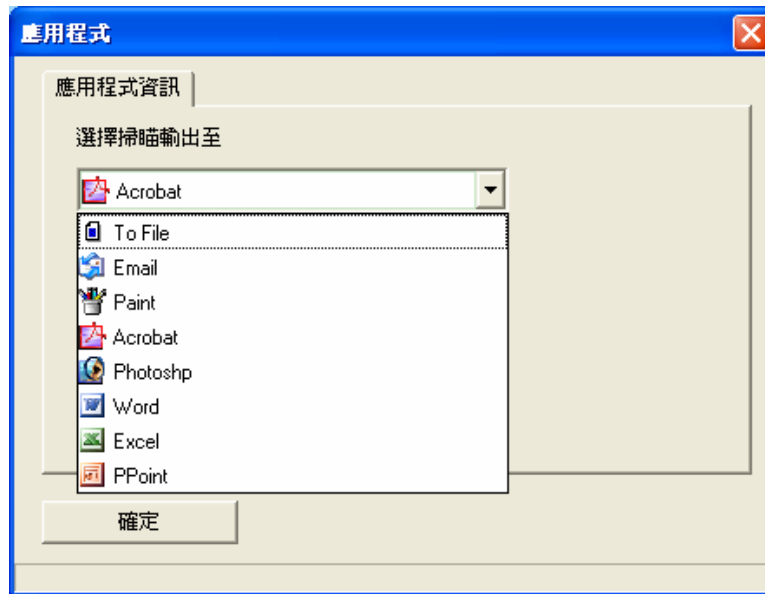 應用程式
應用程式資訊
選擇掃瞄輸出至
Acrobat
To File
Email
Paint
Acrobat
Photoshp
Word
Excel
PPoint
確定